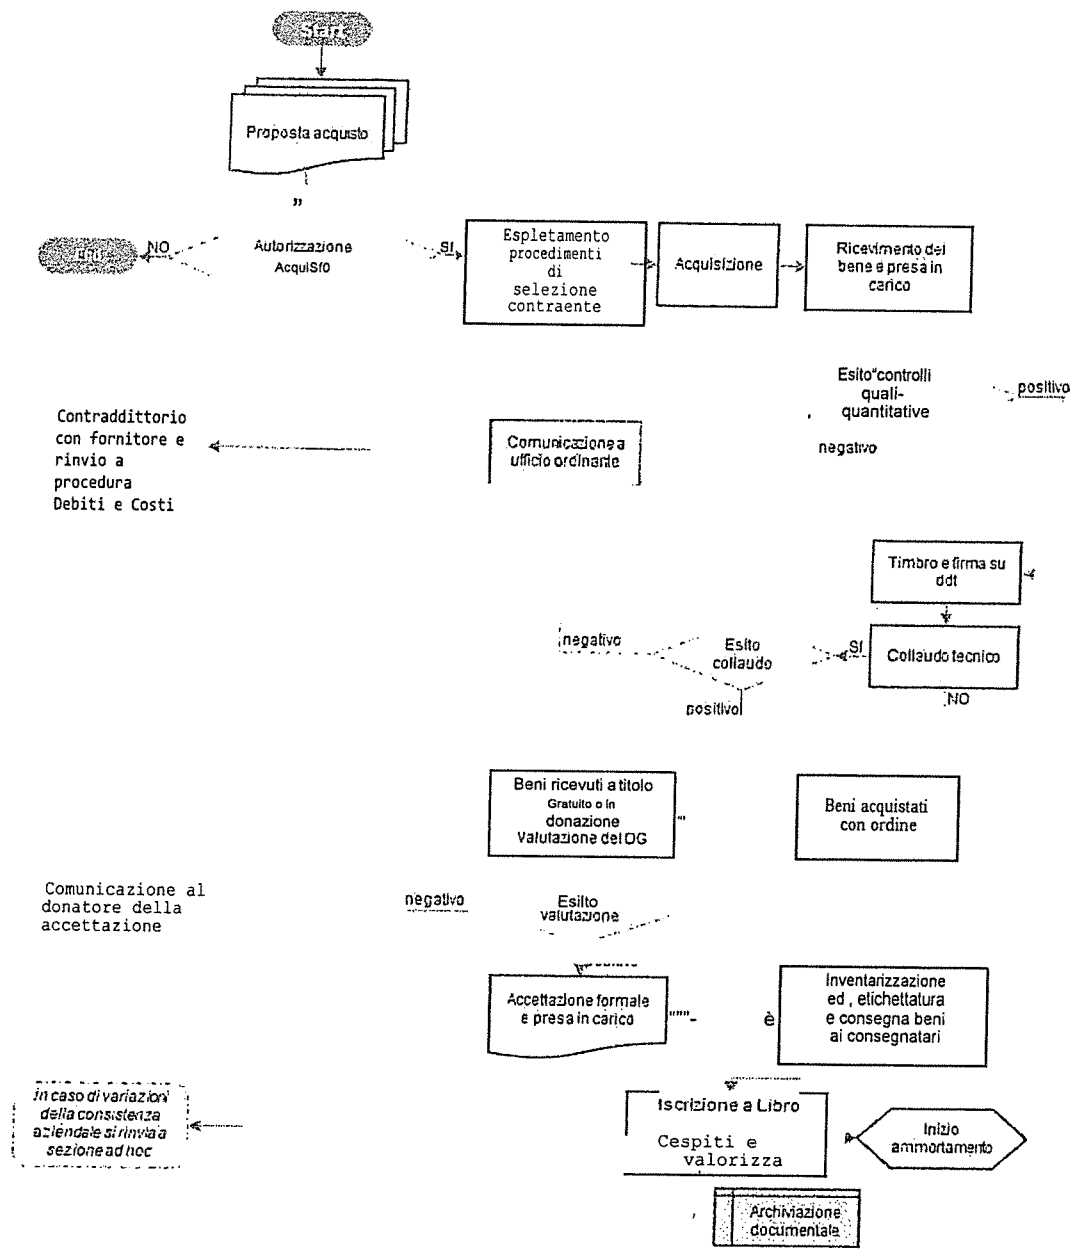 Start
Proposta acquisto
NO
Autorizzazione
AcquiSf0
SI
Espletamento
procedimenti
di
selezione
contraente
Acquisizione
Ricevimento del
bene e presa in
carico
Esito"controlli
quali-
quantitative
positivo
negativo
Contraddittorio
con fornitore e
rinvio a
procedura
Debiti e Costi
Comunicazione a
ufficio ordinante
Timbro e firma su
ddt
negativo
Esito
collaudo
SI
Collaudo tecnico
positivo
NO
Beni ricevuti a titolo
Gratuito o in
donazione
Valutazione del DG
Beni acquistati
con ordine
Comunicazione al
donatore della
accettazione
negativo
Esilto
valutazione
Accettazione formale
e presa in carico
"""-
è
Inventarizzazione
ed , etichettatura
e consegna beni
ai consegnatari
in caso di variazioni
della consistenza
aziendale si rinvia a
sezione ad hoc
Iscrizione a Libro
Cespiti e
valorizza
Inizio
ammortamento
Archiviazione
documentale